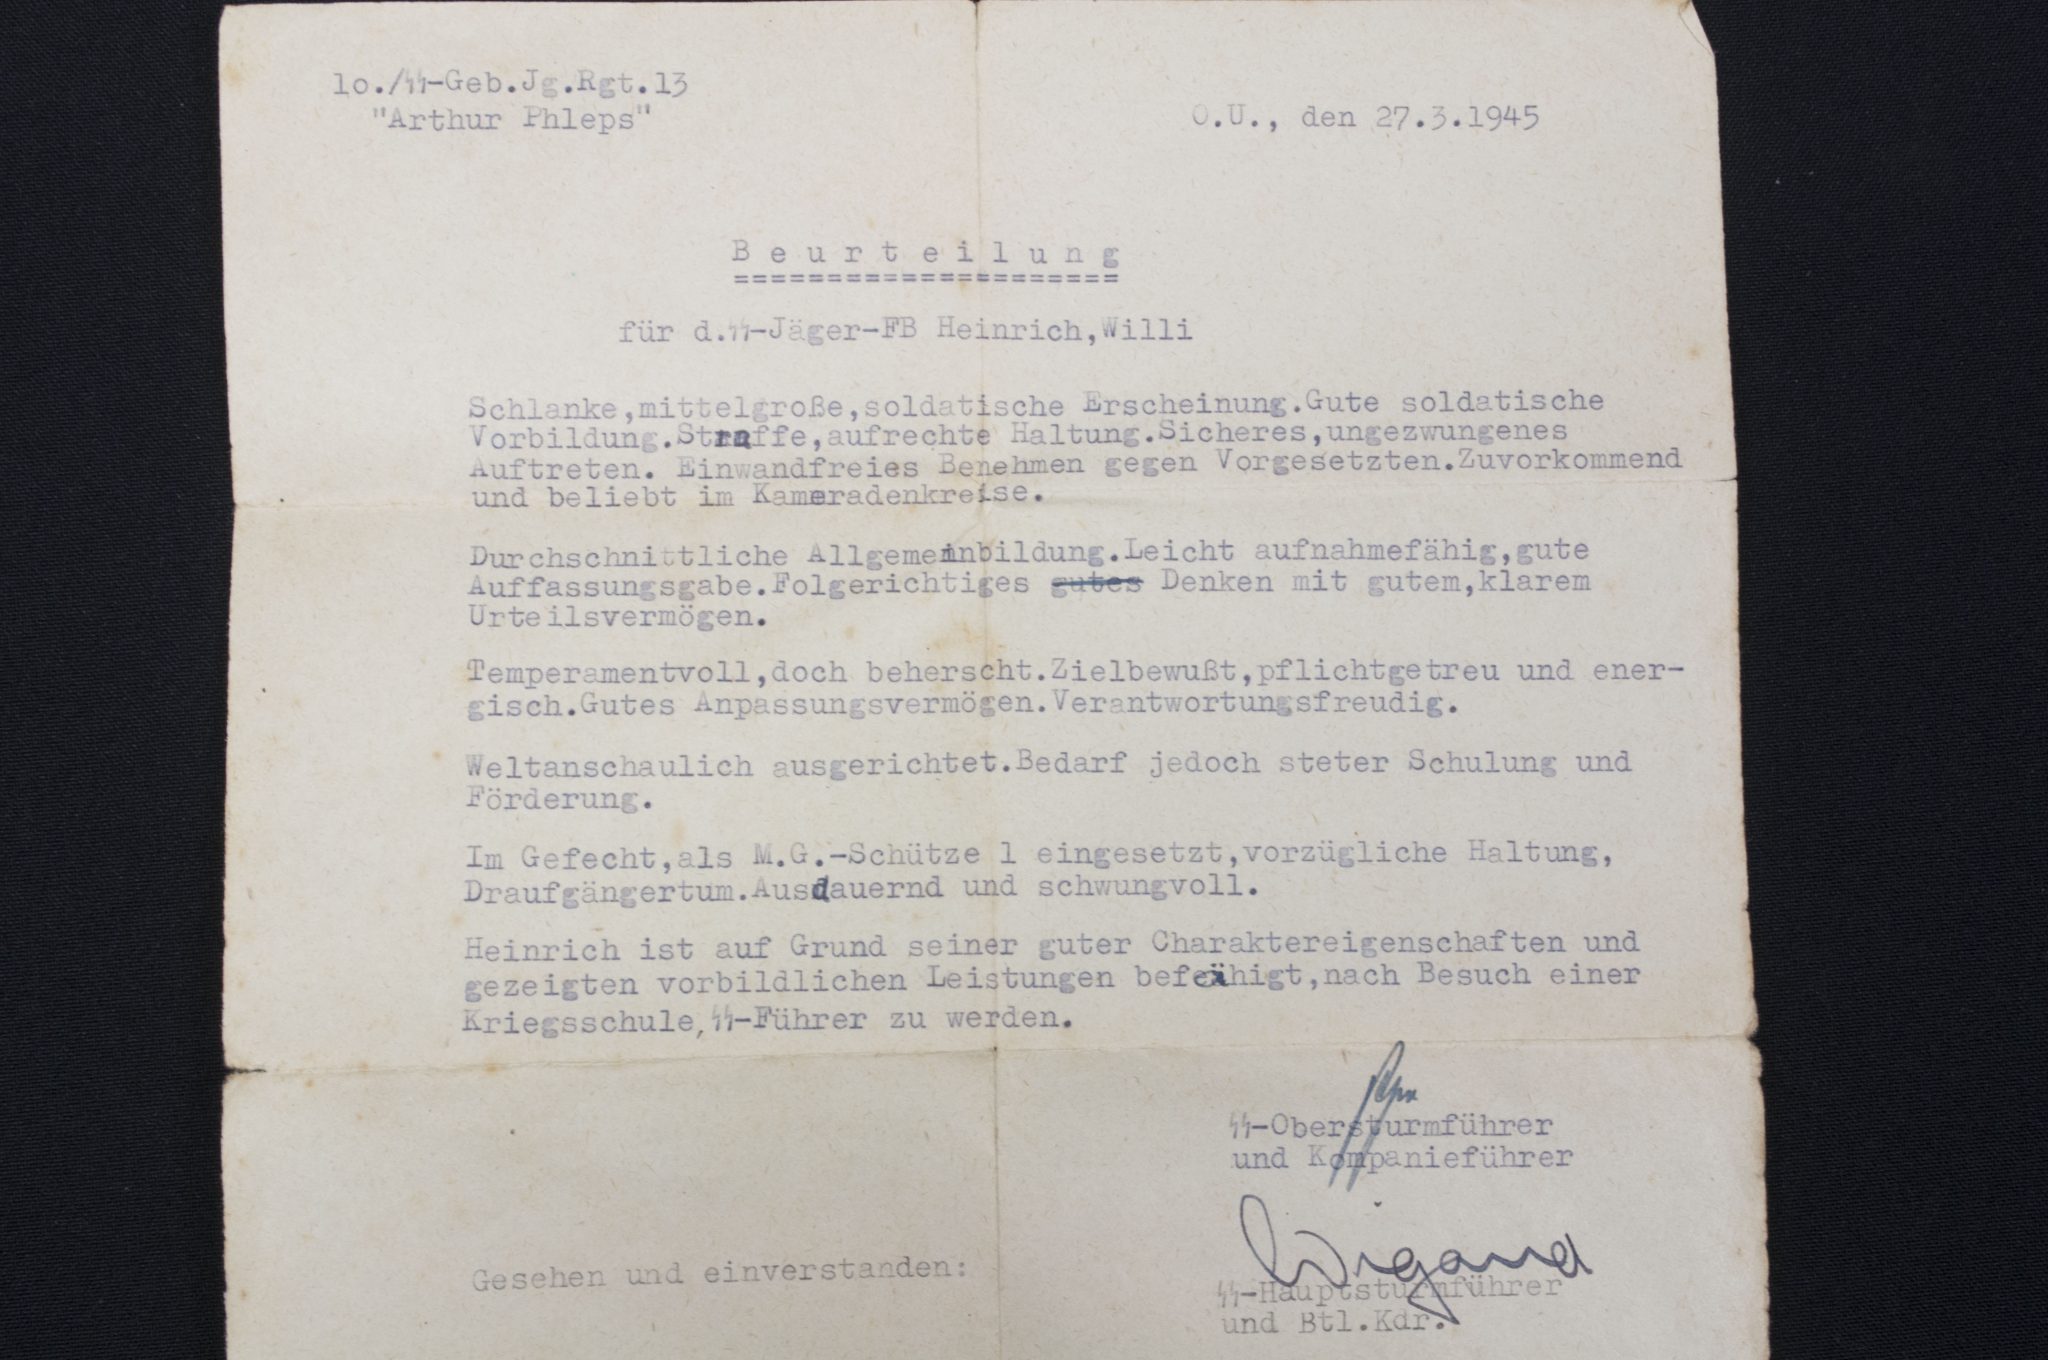 lo./SS-Geb.Jg.Rgt.13
"Arthur Phleps"
O.U., den 27.3.1945
B e u r t e i l u n g
=====================
für d.SS-Jäger-FB Heinrich,Willi
Schlanke,mittelgroße,soldatische Erscheinung.Gute soldatische
Vorbildung.Straffe,aufrechte Haltung.Sicheres,ungezwungenes
Auftreten. Einwandfreies Benehmen gegen Vorgesetzten.Zuvorkommend
und beliebt im Kameradenkreise.
Durchschnittliche Allgemeinbildung.Leicht aufnahmefähig,gute
Auffassungsgabe.Folgerichtiges gutes Denken mit gutem,klarem
Urteilsvermögen.
Temperamentvoll,doch beherscht.Zielbewußt,pflichtgetreu und ener-
gisch.Gutes Anpassungsvermögen.Verantwortungsfreudig.
Weltanschaulich ausgerichtet.Bedarf jedoch steter Schulung und
Förderung.
Im Gefecht,als M.G.-Schütze l eingesetzt,vorzügliche Haltung,
Draufgängertum.Ausdauernd und schwungvoll.
Heinrich ist auf Grund seiner guter Charaktereigenschaften und
gezeigten vorbildlichen Leistungen befähigt,nach Besuch einer
Kriegsschule,SS-Führer zu werden.
SS-Obersturmführer
und Kompanieführer
Wigand
Gesehen und einverstanden:
SS-Hauptsturmführer
und Btl.Kdr.